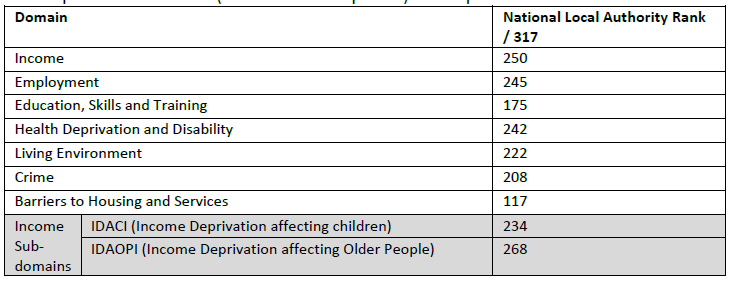 Domain National Local Authority Rank
/ 317
Income 250
Employment 245
Education, Skills and Training 175
Health Deprivation and Disability 242
Living Environment 222
Crime 208
Barriers to Housing and Services 117
Income
Sub-
domains
IDACI (Income Deprivation affecting children) 234
IDAOPI (Income Deprivation affecting Older People) 268